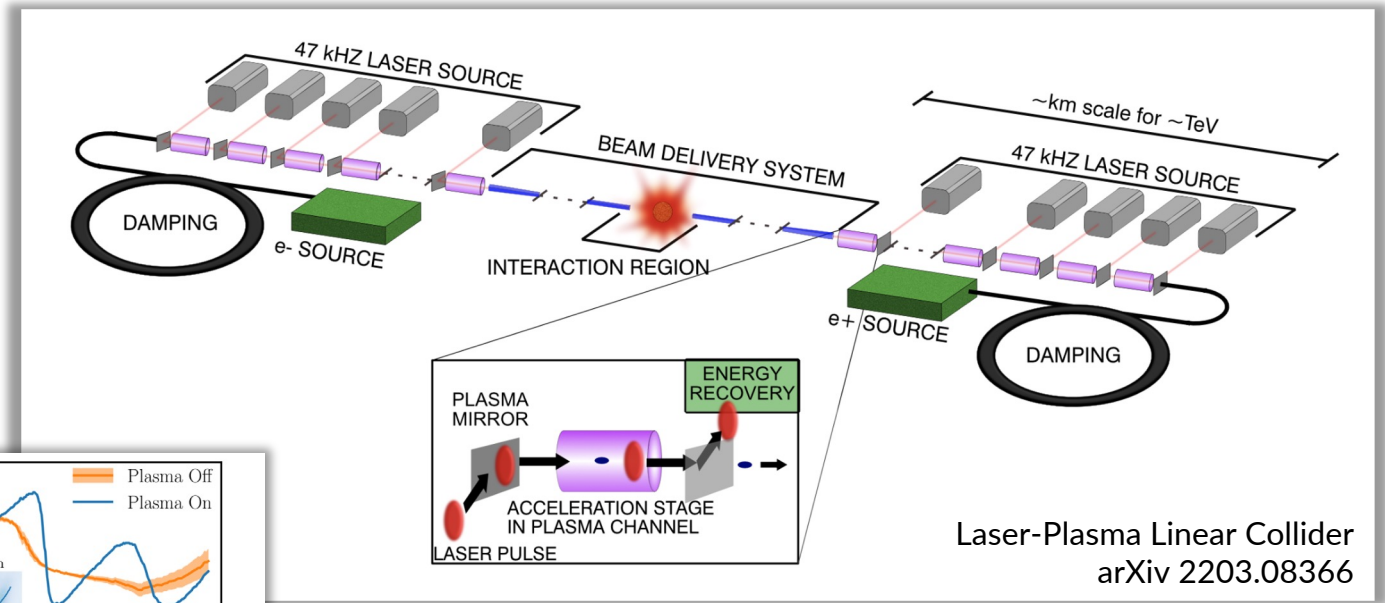 47 kHZ LASER SOURCE
~km scale for ~TeV
BEAM DELIVERY SYSTEM
47 kHZ LASER SOURCE
DAMPING
e- SOURCE
INTERACTION REGION
e+ SOURCE
DAMPING
ENERGY
RECOVERY
PLASMA
MIRROR
ACCELERATION STAGE
IN PLASMA CHANNEL
LASER PULSE
Plasma Off
Plasma On
Laser-Plasma Linear Collider
arXiv 2203.08366